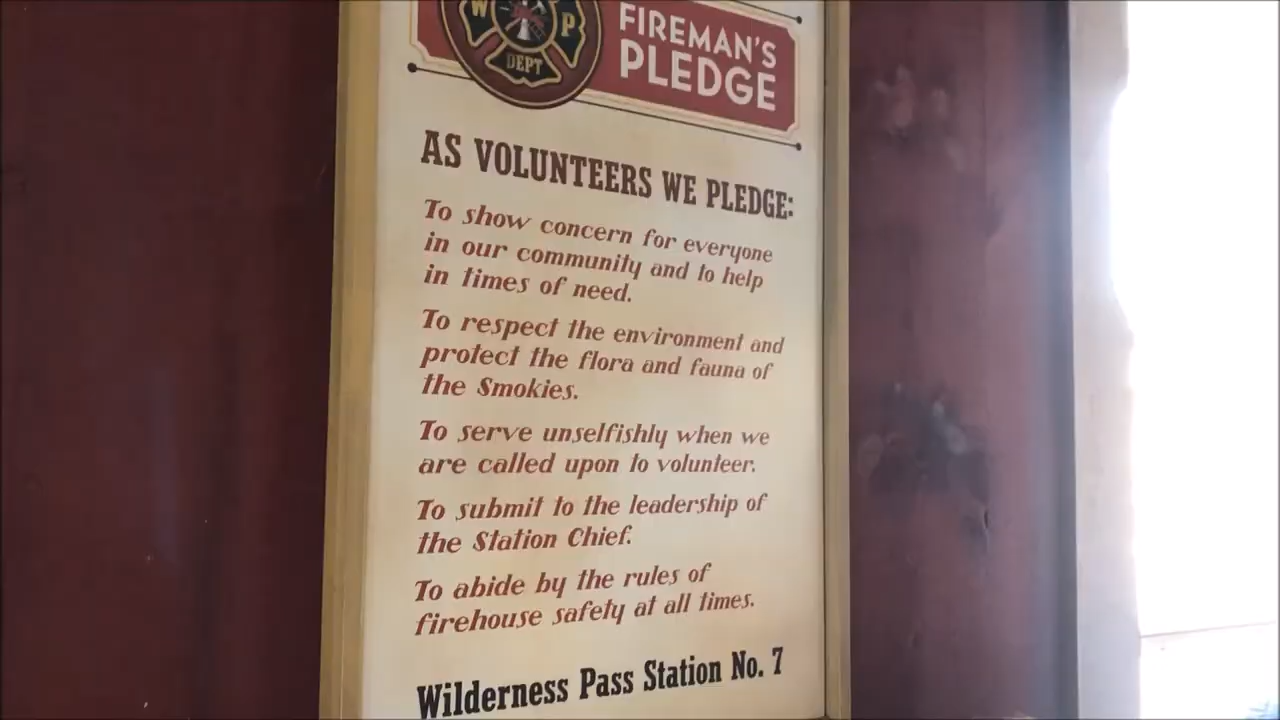 W P
DEPT
FIREMAN'S
PLEDGE
AS VOLUNTEERS WE PLEDGE:
To show concern for everyone
in our community and to help
in times of need.
To respect the environment and
protect the flora and fauna of
the Smokies.
To serve unselfishly when we
are called upon to volunteer.
To submit to the leadership of
the Station Chief.
To abide by the rules of
firehouse safety at all times.
Wilderness Pass Station No. 7